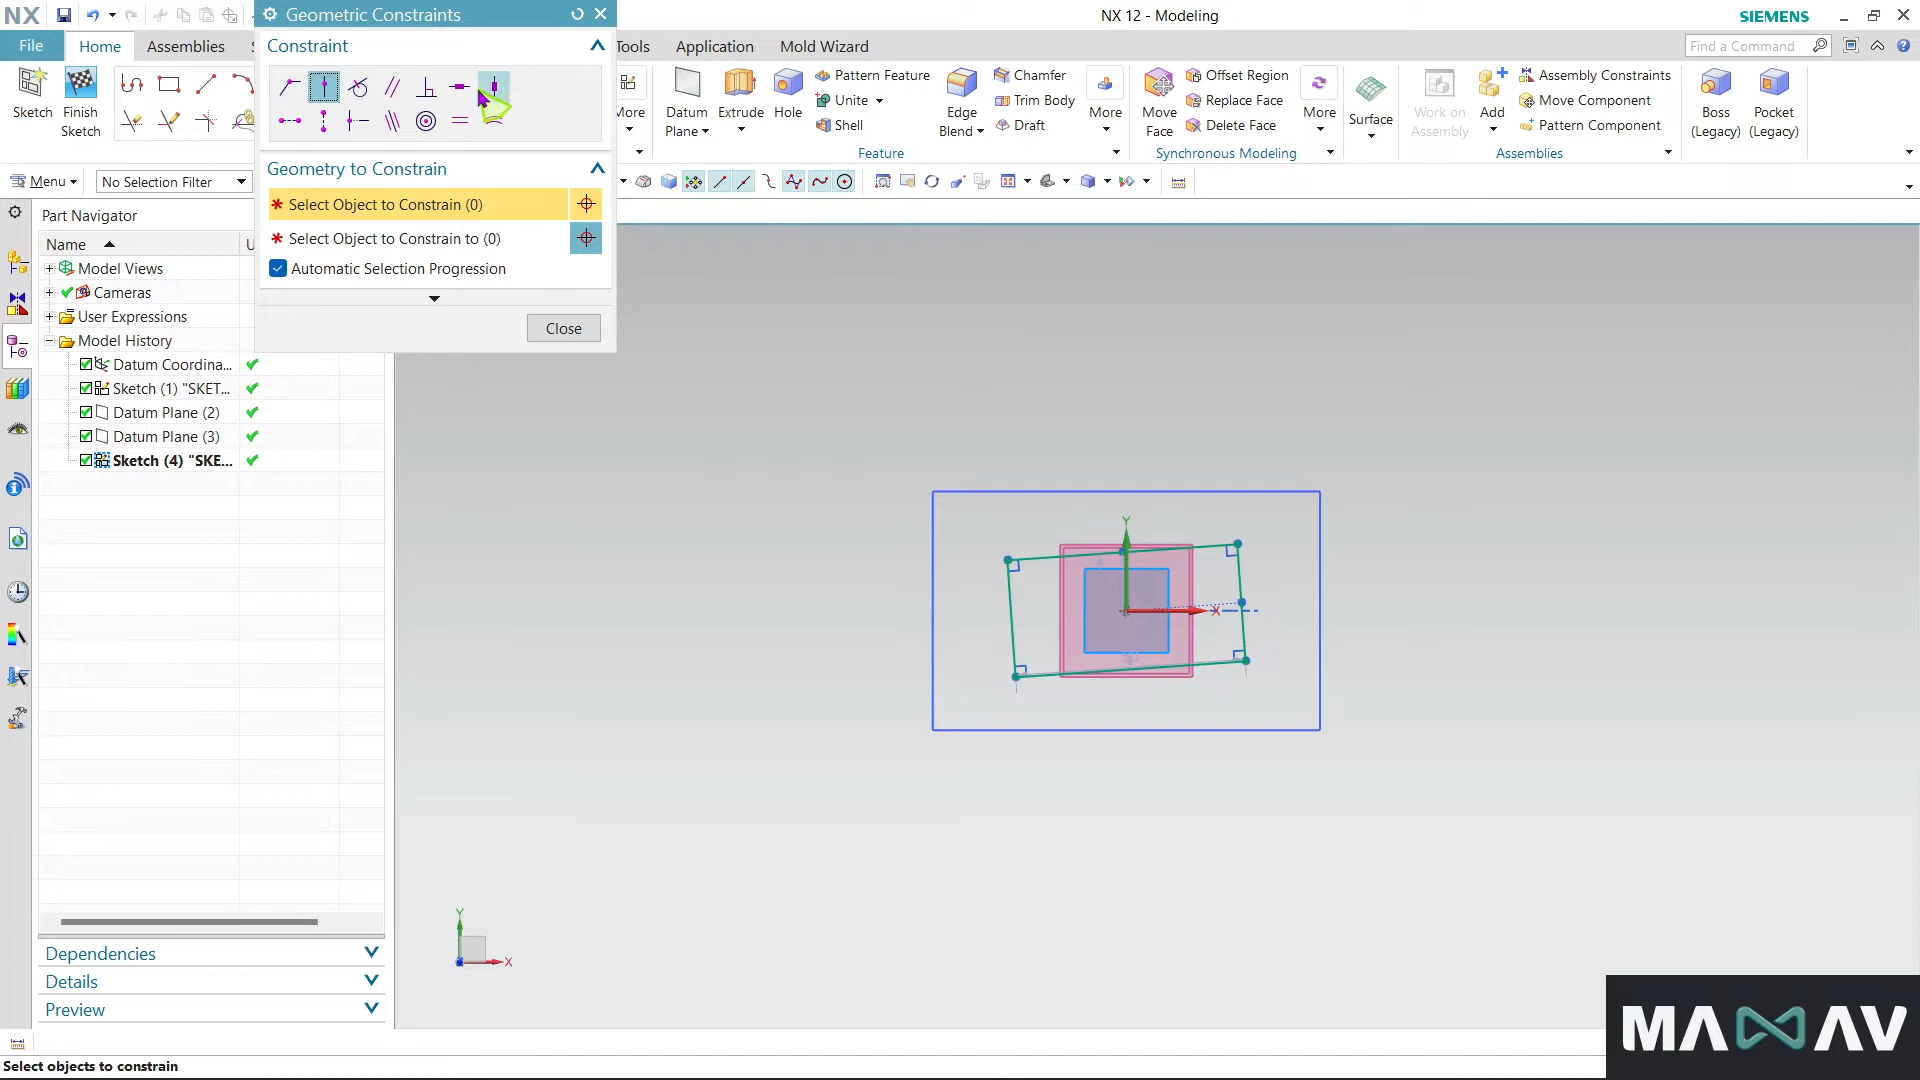 NX
Geometric Constraints
NX 12 - Modeling
SIEMENS
File
Home
Assemblies
Tools
Application
Mold Wizard
Find a Command
Constraint
Sketch
Finish
Sketch
More
Datum
Plane
Extrude
Hole
Pattern Feature
Unite
Shell
Edge
Blend
Chamfer
Trim Body
Draft
More
Feature
Move
Face
Offset Region
Replace Face
Delete Face
More
Synchronous Modeling
Surface
Work on
Assembly
Add
Assembly Constraints
Move Component
Pattern Component
Assemblies
Boss
(Legacy)
Pocket
(Legacy)
Menu
No Selection Filter
Geometry to Constrain
* Select Object to Constrain (0)
* Select Object to Constrain to (0)
Automatic Selection Progression
Close
Part Navigator
Name
U
Model Views
Cameras
User Expressions
Model History
Datum Coordina...
Sketch (1) "SKET...
Datum Plane (2)
Datum Plane (3)
Sketch (4) "SKE...
Y
X
Y
X
Dependencies
Details
Preview
Select objects to constrain
MANAV